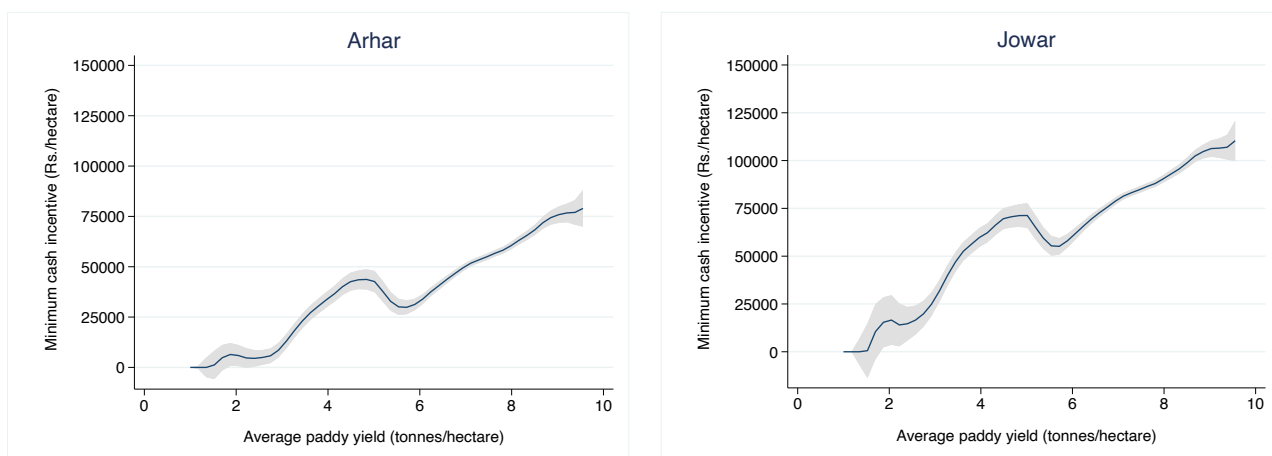 Arhar
Minimum cash incentive (Rs./hectare)
150000
125000
100000
75000
50000
25000
0
0 2 4 6 8 10
Average paddy yield (tonnes/hectare)
Jowar
Minimum cash incentive (Rs./hectare)
150000
125000
100000
75000
50000
25000
0
0 2 4 6 8 10
Average paddy yield (tonnes/hectare)